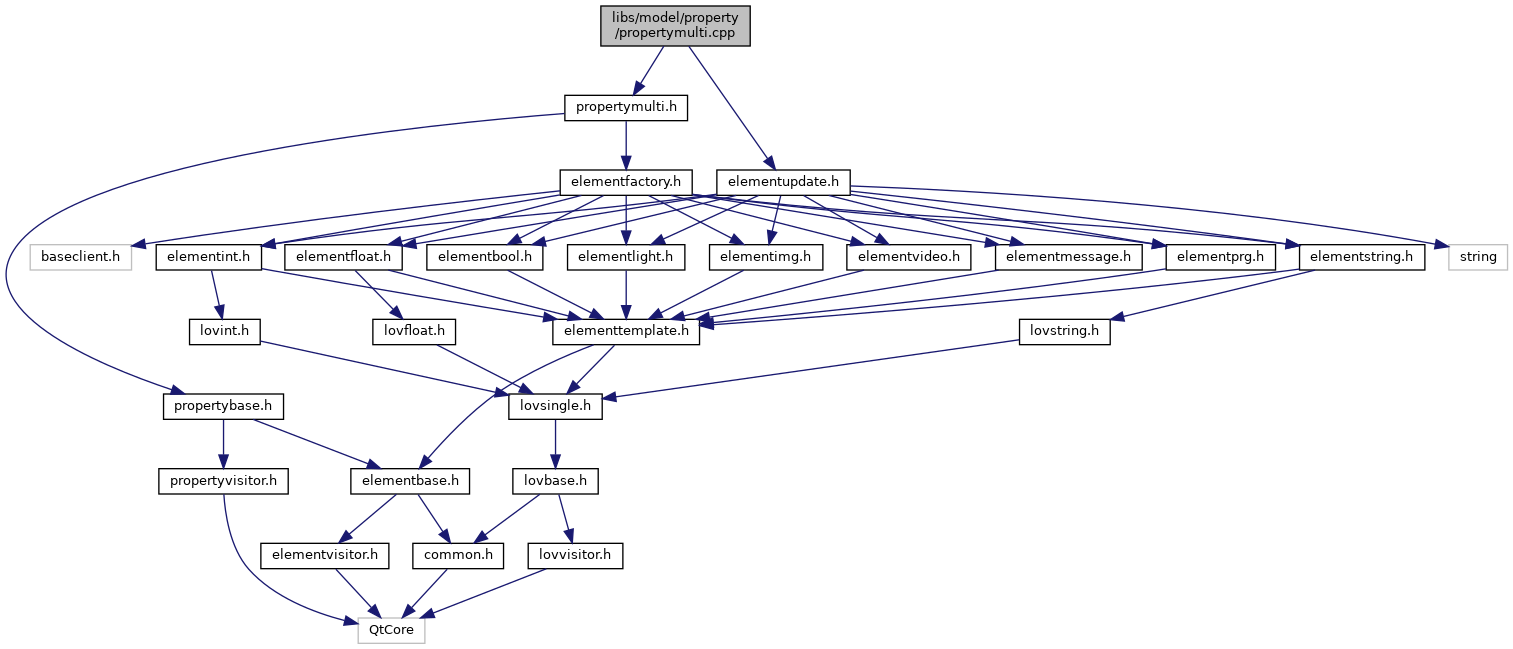 libs/model/property
/propertymulti.cpp
propertymulti.h
elementfactory.h
elementupdate.h
baseclient.h
elementint.h
elementfloat.h
elementbool.h
elementlight.h
elementimg.h
elementvideo.h
elementmessage.h
elementprg.h
elementstring.h
string
lovint.h
lovfloat.h
elementtemplate.h
lovstring.h
propertybase.h
lovsingle.h
propertyvisitor.h
elementbase.h
lovbase.h
elementvisitor.h
common.h
lovvisitor.h
QtCore